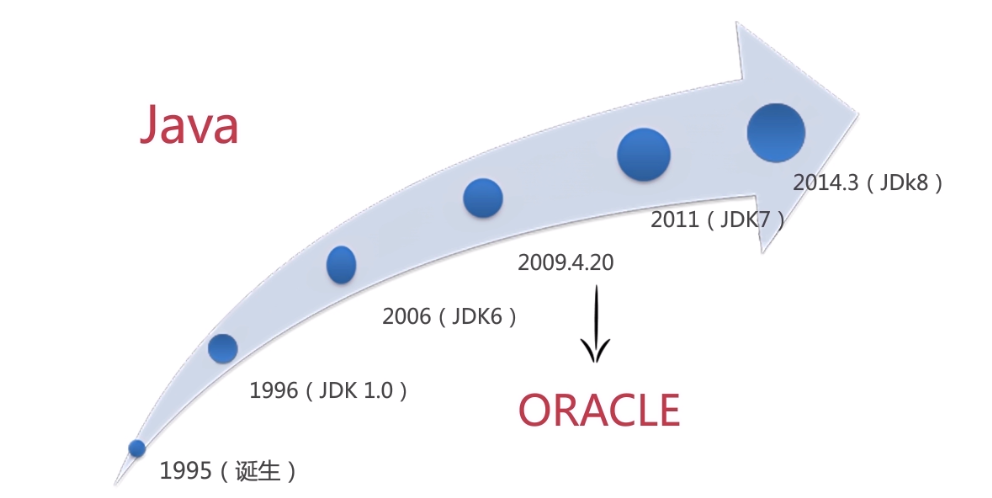 Java
2014.3（JDk8）
2011（JDK7）
2009.4.20
2006（JDK6）
1996（JDK 1.0）
ORACLE
1995（诞生）